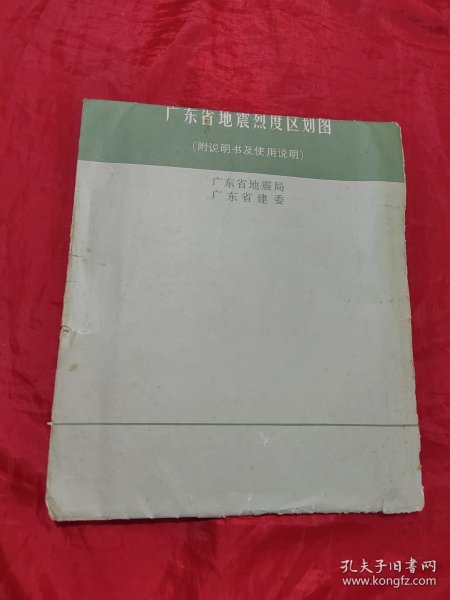 广东省地震烈度区划图
(附说明书及使用说明)
广东省地震局
广东省建委
孔夫子旧书网
www.kongfz.com